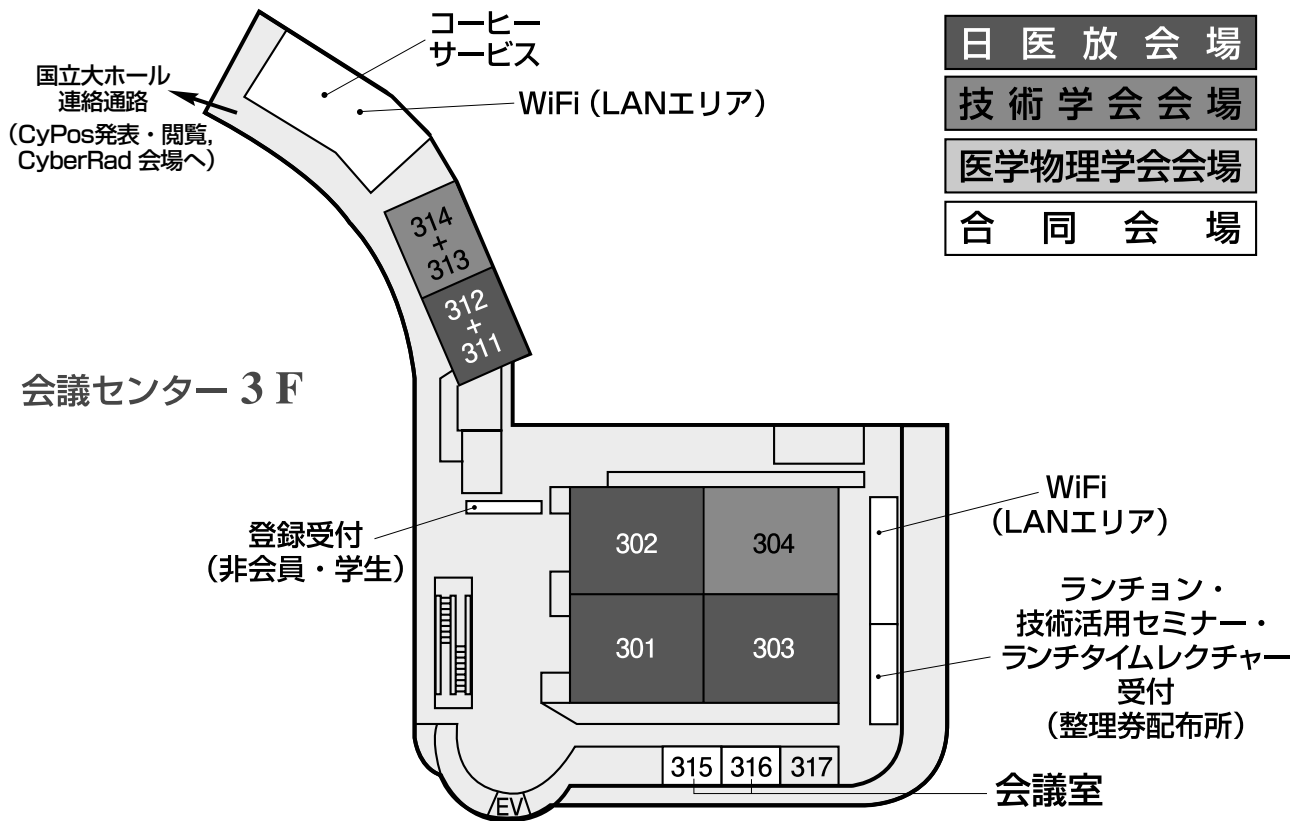 コーヒー
サービス
国立大ホール
連絡通路
（CyPos発表・閲覧,
CyberRad 会場へ）
WiFi（LANエリア）
日医放会場
技術学会会場
医学物理学会会場
合同会場
314
+
313
312
+
311
会議センター 3 F
登録受付
（非会員・学生）
302
304
301
303
WiFi
（LANエリア）
ランチョン・
技術活用セミナー・
ランチタイムレクチャー
受付
（整理券配布所）
315
316
317
会議室
EV